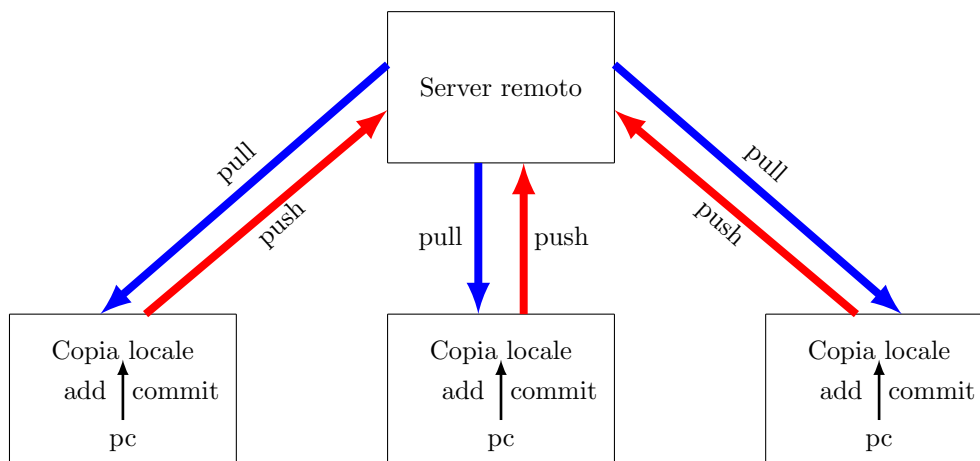 Server remoto
pull
push
pull
push
pull
push
Copia locale
add commit
pc
Copia locale
add commit
pc
Copia locale
add commit
pc